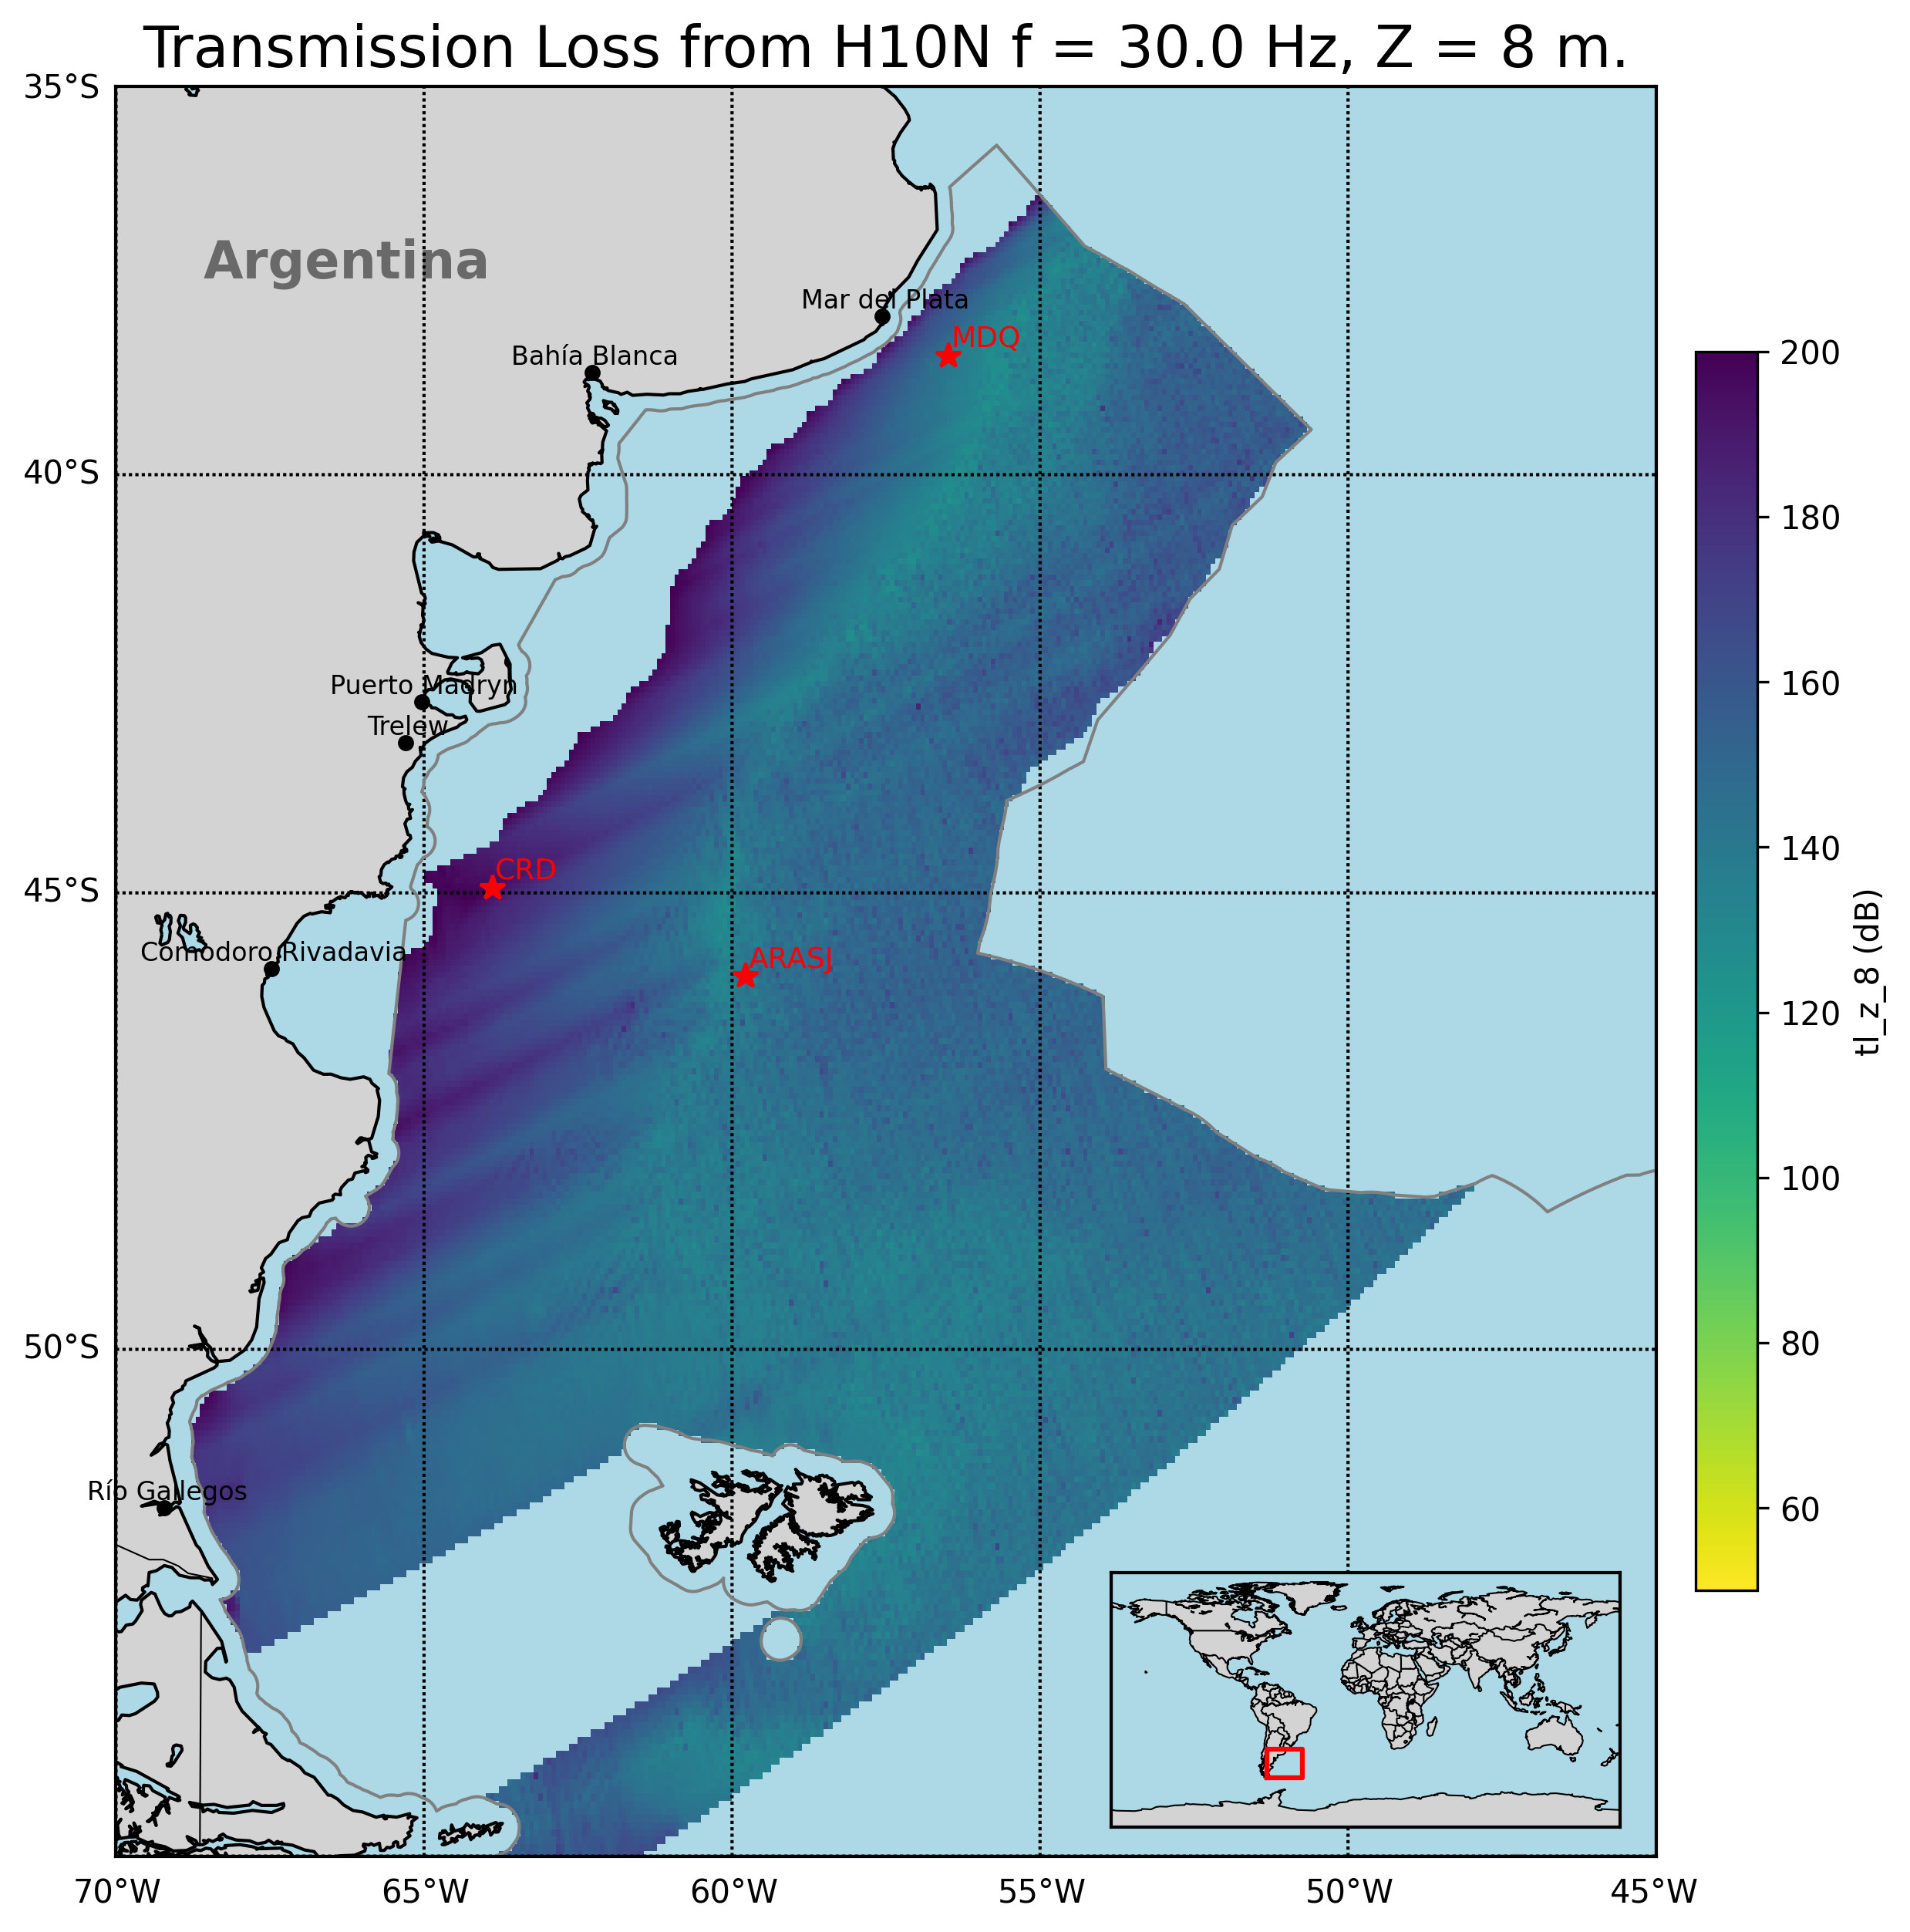 Transmission Loss from H10N f = 30.0 Hz, Z = 8 m.
35°S
Argentina
Mar del Plata
MDQ
Bahía Blanca
200
40°S
180
160
Puerto Madryn
Trelew
140
CRD
45°S
tl_z_8 (dB)
Comodoro Rivadavia
ARASJ
120
100
50°S
80
Río Gallegos
60
70°W
65°W
60°W
55°W
50°W
45°W